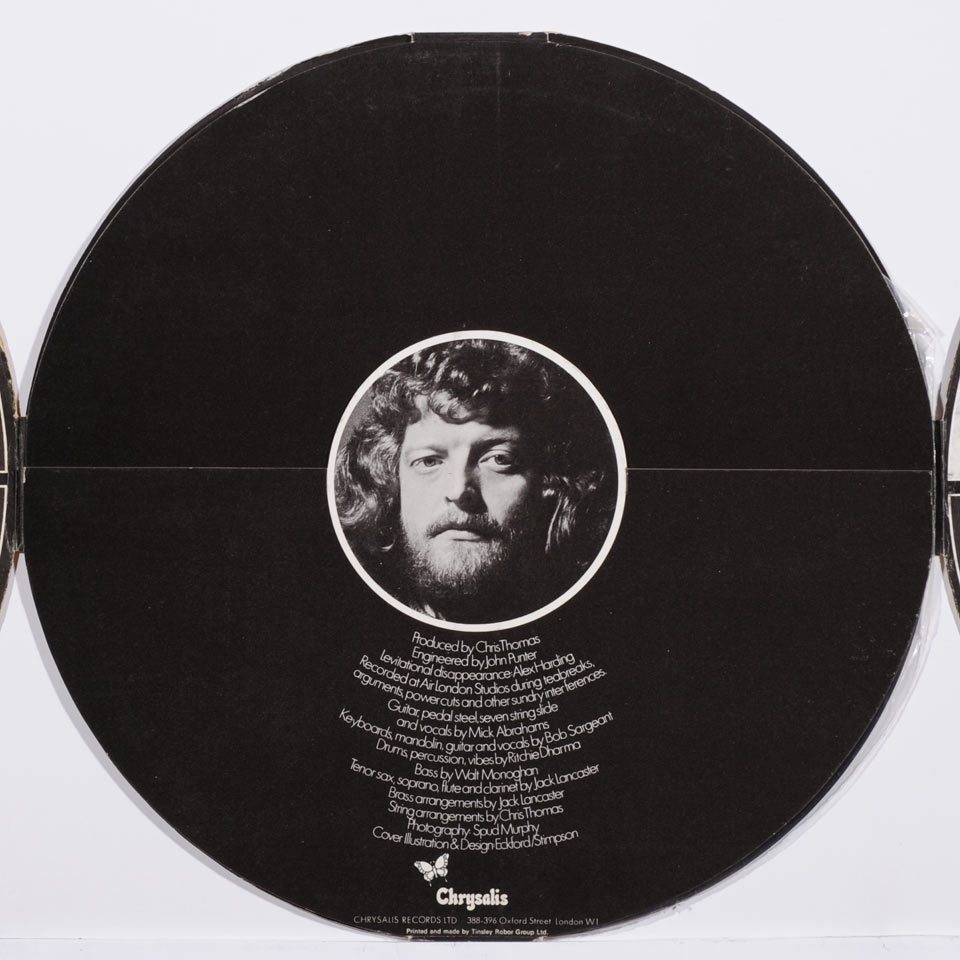 Produced by Chris Thomas
Engineered by John Punter
Levitational disappearance-Alex Harding
Recorded at Air London Studios during teabreaks,
arguments, power cuts and other sundry interferences.
Guitar, pedal steel, seven string slide
and vocals by Mick Abrahams
Keyboards, mandolin, guitar and vocals by Bob Sargeant
Drums, percussion, vibes by Ritchie Dharma
Bass by Walt Monoghan
Tenor sax, soprano, flute and clarinet by Jack Lancaster
Brass arrangements by Jack Lancaster
String arrangements by Chris Thomas
Photography- Spud Murphy
Cover Illustration & Design-Eckford/Stimpson
Chrysalis
CHRYSALIS RECORDS LTD 388-396 Oxford Street London W1
Printed and made by Tinsley Robor Group Ltd.